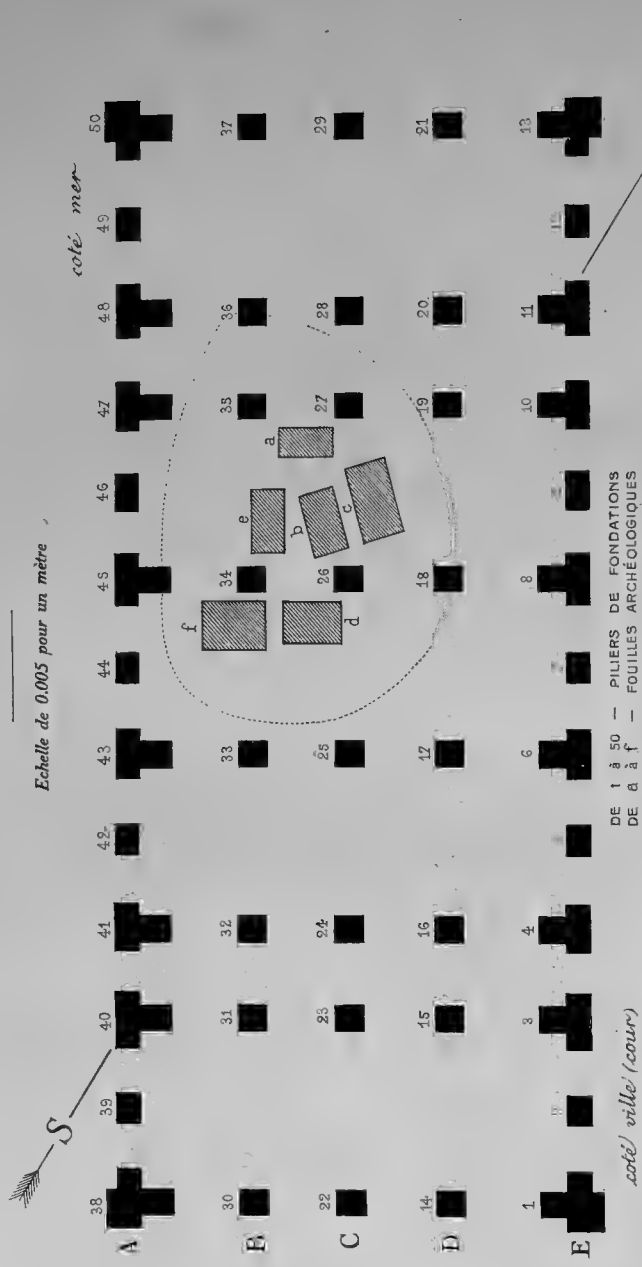 Echelle de 0.005 pour un mètre
coté mer
S
38 39 40 41 42 43 44 45 46 47 48 49 50
A
30 31 32 33 34 35 36 37
B
f e a
22 23 24 25 26 27 28 29
C
d b c
14 15 16 17 18 19 20 21
D
1 3 4 6 8 10 11 13
E
coté ville (cour)
DE 1 à 50 — PILIERS DE FONDATIONS
DE a à f — FOUILLES ARCHÉOLOGIQUES